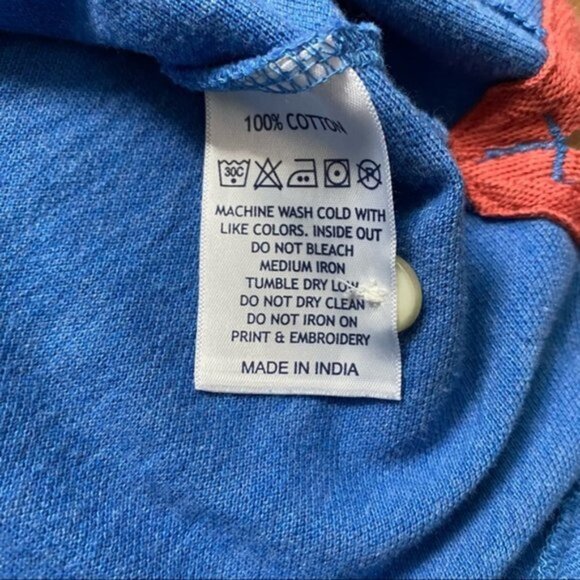 100% COTTON
30C
MACHINE WASH COLD WITH
LIKE COLORS. INSIDE OUT
DO NOT BLEACH
MEDIUM IRON
TUMBLE DRY LOW
DO NOT DRY CLEAN
DO NOT IRON ON
PRINT & EMBROIDERY
MADE IN INDIA